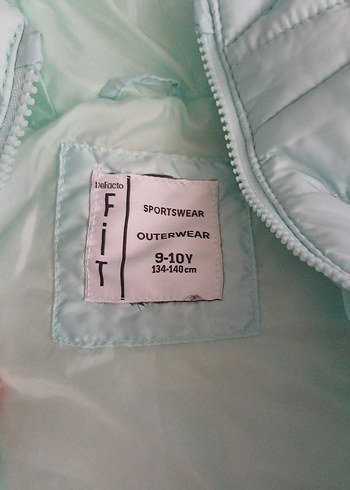 DeFacto
FiT
SPORTSWEAR
OUTERWEAR
9-10Y
134-140cm